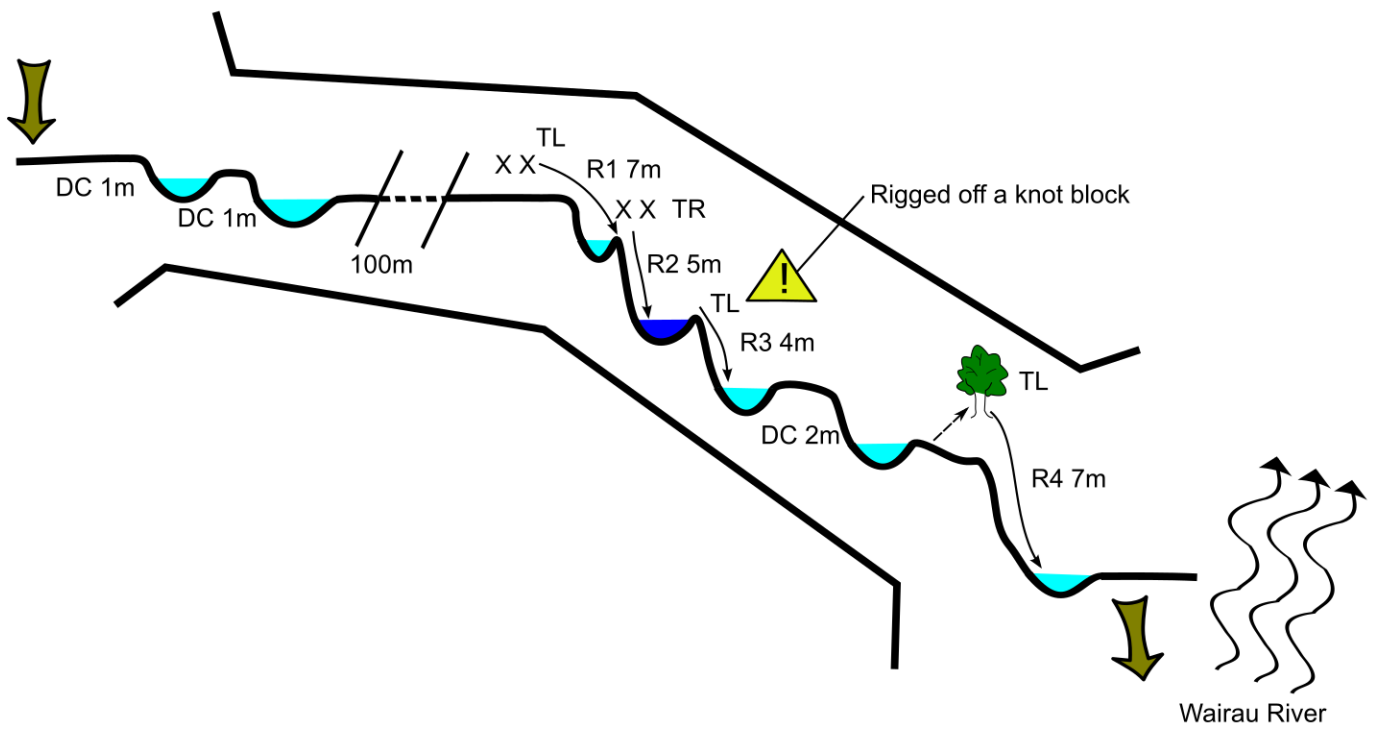 TL
X X
R1 7m
DC 1m
DC 1m
Rigged off a knot block
X X TR
100m
R2 5m
!
TL
R3 4m
TL
DC 2m
R4 7m
Wairau River